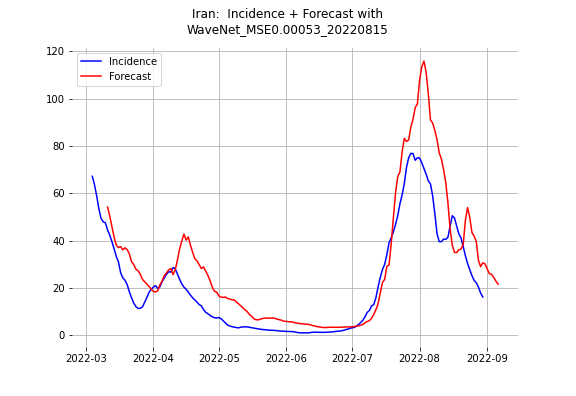 Iran:  Incidence + Forecast with
WaveNet_MSE0.00053_20220815
120
100
80
60
40
20
0
Incidence
Forecast
2022-03 2022-04 2022-05 2022-06 2022-07 2022-08 2022-09